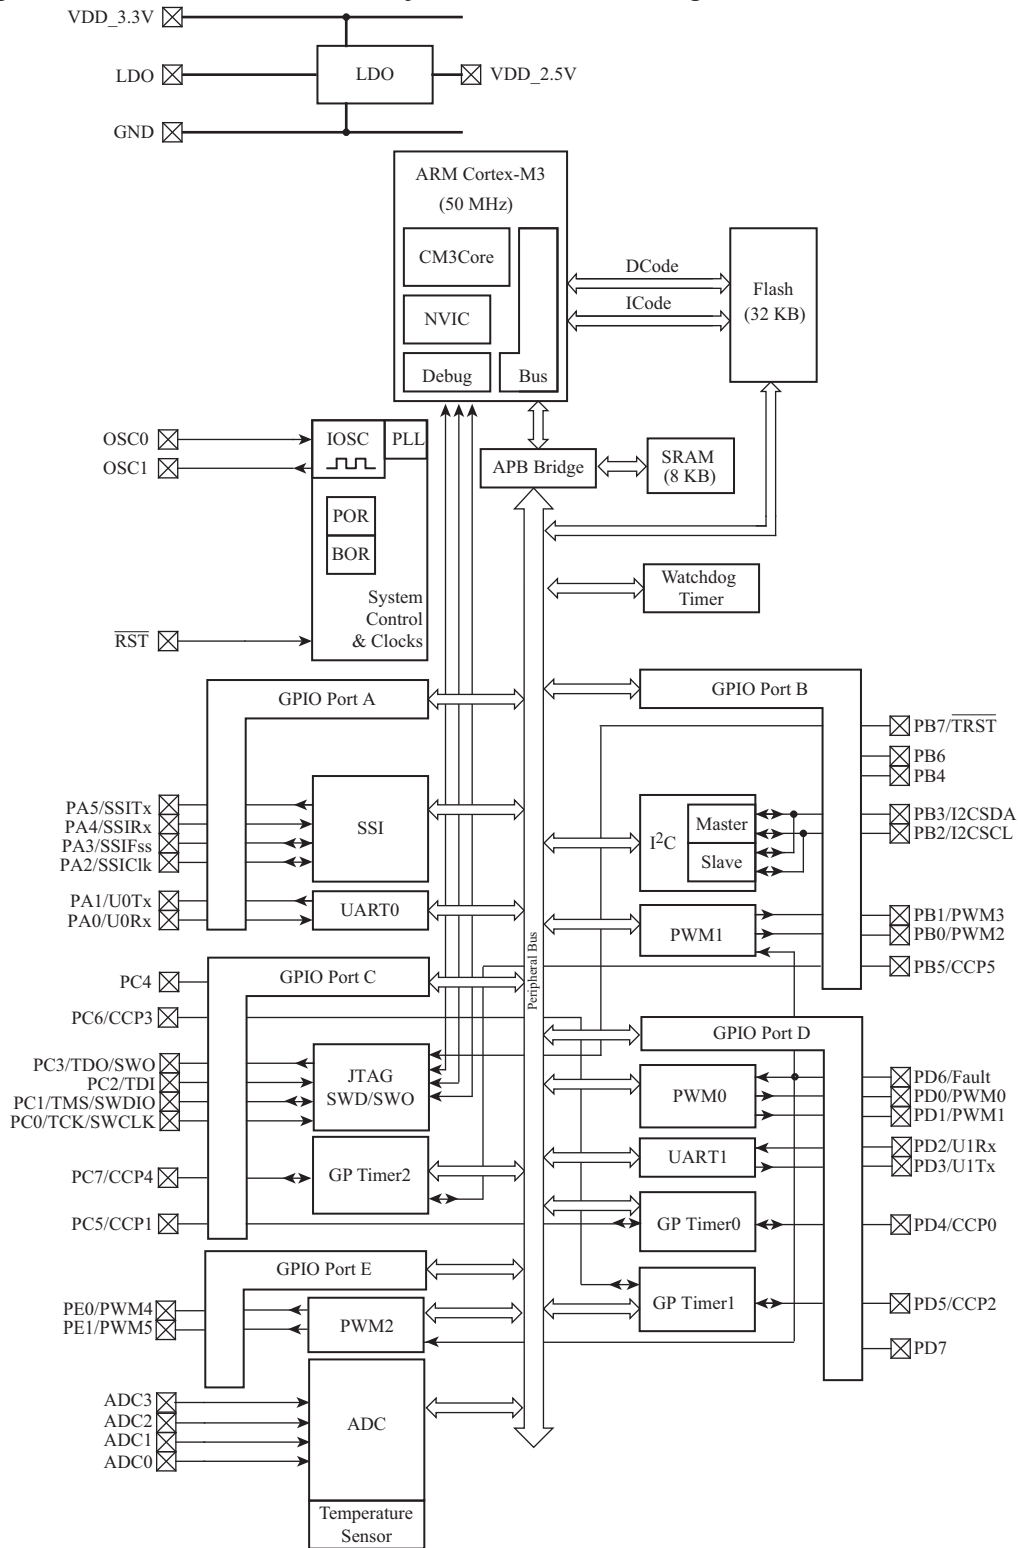 VDD_3.3V
LDO
LDO
VDD_2.5V
GND
ARM Cortex-M3
(50 MHz)
CM3Core
NVIC
Debug
Bus
DCode
ICode
Flash
(32 KB)
OSC0
OSC1
IOSC
PLL
POR
BOR
System
Control
& Clocks
RST
APB Bridge
SRAM
(8 KB)
Watchdog
Timer
Peripheral Bus
GPIO Port A
PA5/SSITx
PA4/SSIRx
PA3/SSIFss
PA2/SSIClk
SSI
PA1/U0Tx
PA0/U0Rx
UART0
GPIO Port B
PB7/TRST
PB6
PB4
I2C
Master
Slave
PB3/I2CSDA
PB2/I2CSCL
PWM1
PB1/PWM3
PB0/PWM2
PB5/CCP5
GPIO Port C
PC4
PC6/CCP3
PC3/TDO/SWO
PC2/TDI
PC1/TMS/SWDIO
PC0/TCK/SWCLK
JTAG
SWD/SWO
PC7/CCP4
GP Timer2
PC5/CCP1
GPIO Port D
PWM0
PD6/Fault
PD0/PWM0
PD1/PWM1
UART1
PD2/U1Rx
PD3/U1Tx
GP Timer0
PD4/CCP0
GP Timer1
PD5/CCP2
PD7
GPIO Port E
PE0/PWM4
PE1/PWM5
PWM2
ADC3
ADC2
ADC1
ADC0
ADC
Temperature
Sensor